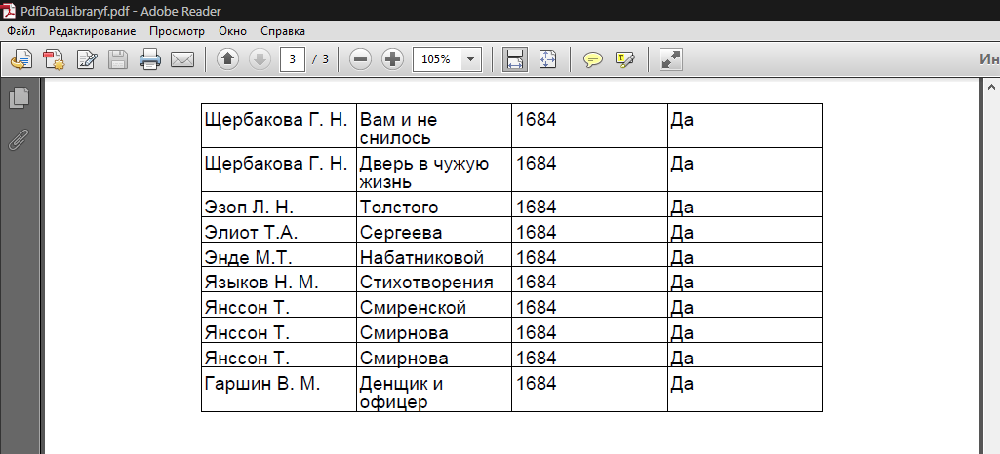 PdfDataLibraryf.pdf - Adobe Reader
Файл Редактирование Просмотр Окно Справка
3 / 3 105% Ин
Щербакова Г. Н. Вам и не снилось 1684 Да
Щербакова Г. Н. Дверь в чужую жизнь 1684 Да
Эзоп Л. Н. Толстого 1684 Да
Элиот Т.А. Сергеева 1684 Да
Энде М.Т. Набатниковой 1684 Да
Языков Н. М. Стихотворения 1684 Да
Янссон Т. Смиренской 1684 Да
Янссон Т. Смирнова 1684 Да
Янссон Т. Смирнова 1684 Да
Гаршин В. М. Денщик и офицер 1684 Да